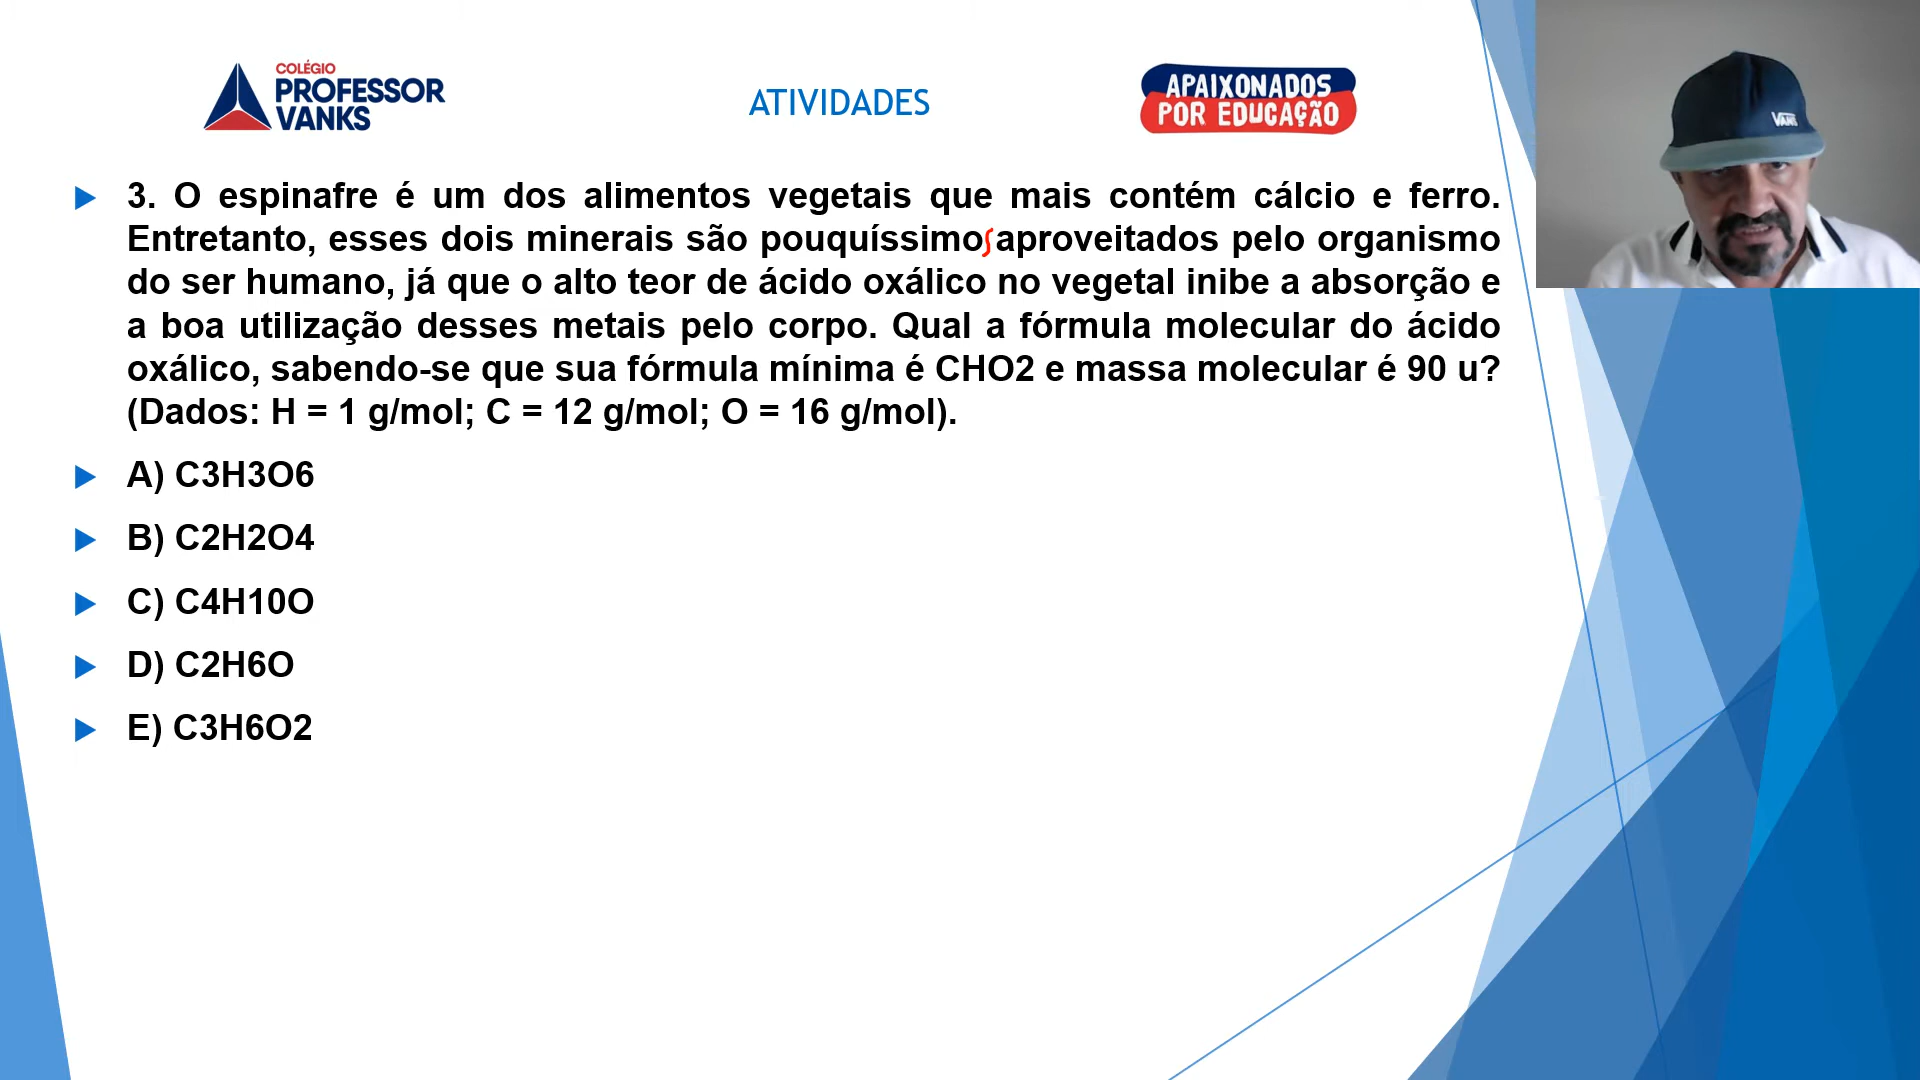 COLÉGIO
PROFESSOR
VANKS
ATIVIDADES
APAIXONADOS
POR EDUCAÇÃO
VANS
3. O espinafre é um dos alimentos vegetais que mais contém cálcio e ferro.
Entretanto, esses dois minerais são pouquíssimos aproveitados pelo organismo
do ser humano, já que o alto teor de ácido oxálico no vegetal inibe a absorção e
a boa utilização desses metais pelo corpo. Qual a fórmula molecular do ácido
oxálico, sabendo-se que sua fórmula mínima é CHO2 e massa molecular é 90 u?
(Dados: H = 1 g/mol; C = 12 g/mol; O = 16 g/mol).
A) C3H3O6
B) C2H2O4
C) C4H10O
D) C2H6O
E) C3H6O2